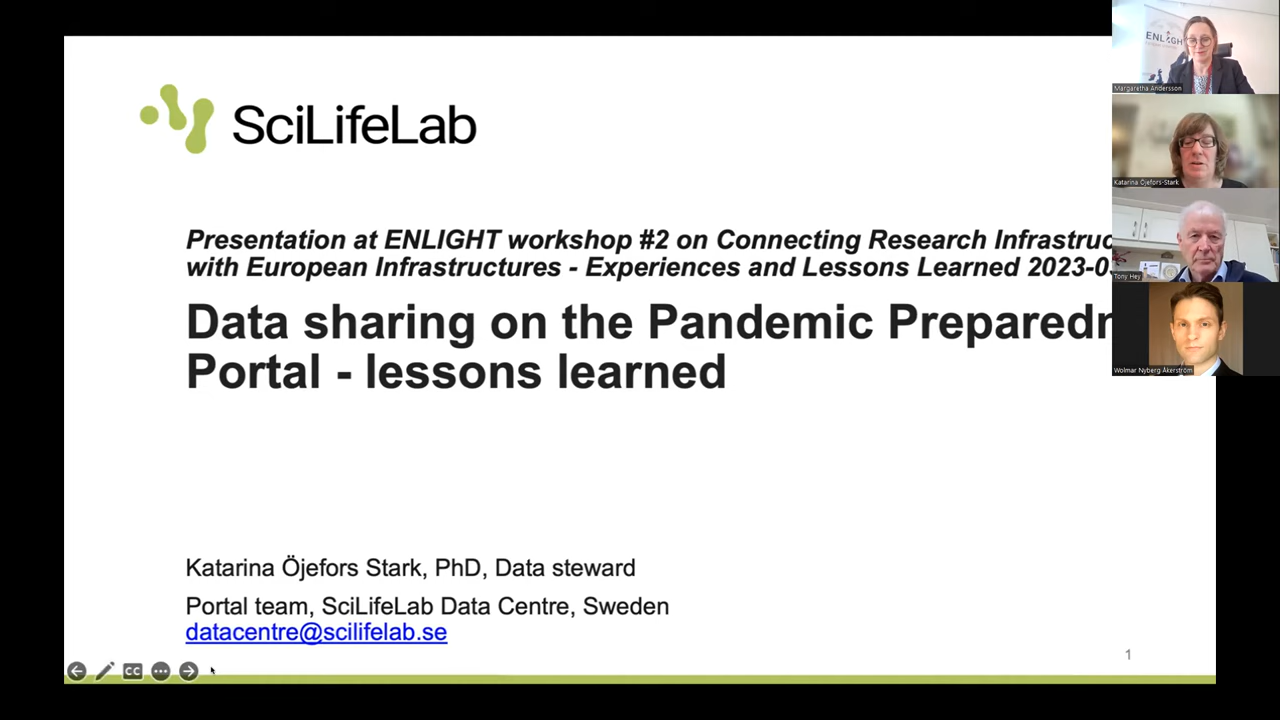 SciLifeLab
Presentation at ENLIGHT workshop #2 on Connecting Research Infrastruc
with European Infrastructures - Experiences and Lessons Learned 2023-0
Data sharing on the Pandemic Preparedn
Portal - lessons learned
Katarina Öjefors Stark, PhD, Data steward
Portal team, SciLifeLab Data Centre, Sweden
datacentre@scilifelab.se
1
CC
ENLIGH
Margaretha Andersson
Katarina Öjefors-Stark
Tony Hey
Wolmar Nyberg Åkerström